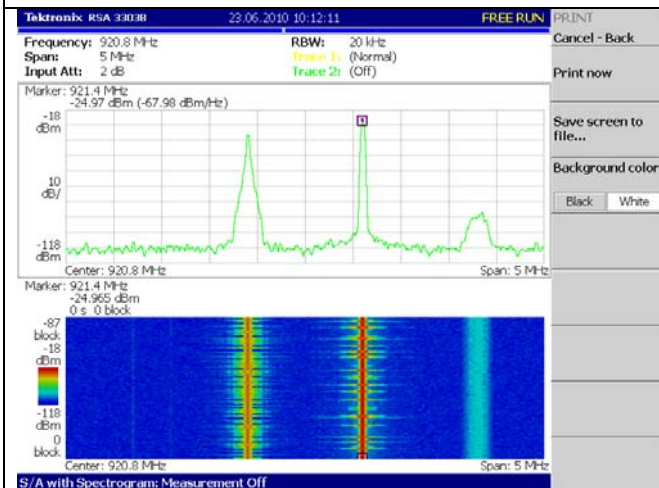 Tektronix RSA 3303B 23.06.2010 10:12:11 FREE RUN
PRINT
Cancel - Back
Frequency: 920.8 MHz RBW: 20 kHz
Span: 5 MHz Trace 1: (Normal)
Input Att: 2 dB Trace 2: (Off)
Print now
Marker: 921.4 MHz
-24.97 dBm (-67.98 dBm/Hz)
-18
dBm
Save screen to
file...
Background color
Black White
10
dB/
-118
dBm
Center: 920.8 MHz Span: 5 MHz
Marker: 921.4 MHz
-24.965 dBm
0 s 0 block
-87
block
-18
dBm
-118
dBm
0
block
Center: 920.8 MHz Span: 5 MHz
S/A with Spectrogram: Measurement Off